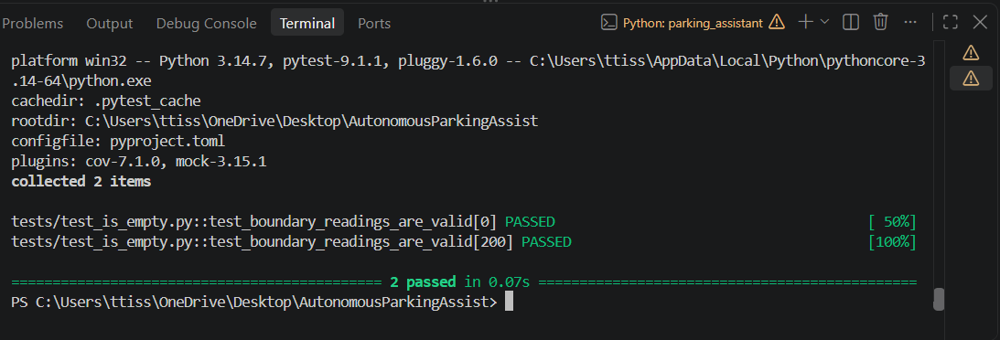 Problems Output Debug Console Terminal Ports Python: parking_assistant
platform win32 -- Python 3.14.7, pytest-9.1.1, pluggy-1.6.0 -- C:\Users\ttiss\AppData\Local\Python\pythoncore-3
.14-64\python.exe
cachedir: .pytest_cache
rootdir: C:\Users\ttiss\OneDrive\Desktop\AutonomousParkingAssist
configfile: pyproject.toml
plugins: cov-7.1.0, mock-3.15.1
collected 2 items
tests/test_is_empty.py::test_boundary_readings_are_valid[0] PASSED [ 50%]
tests/test_is_empty.py::test_boundary_readings_are_valid[200] PASSED [100%]
============================================= 2 passed in 0.07s ==============================================
PS C:\Users\ttiss\OneDrive\Desktop\AutonomousParkingAssist>